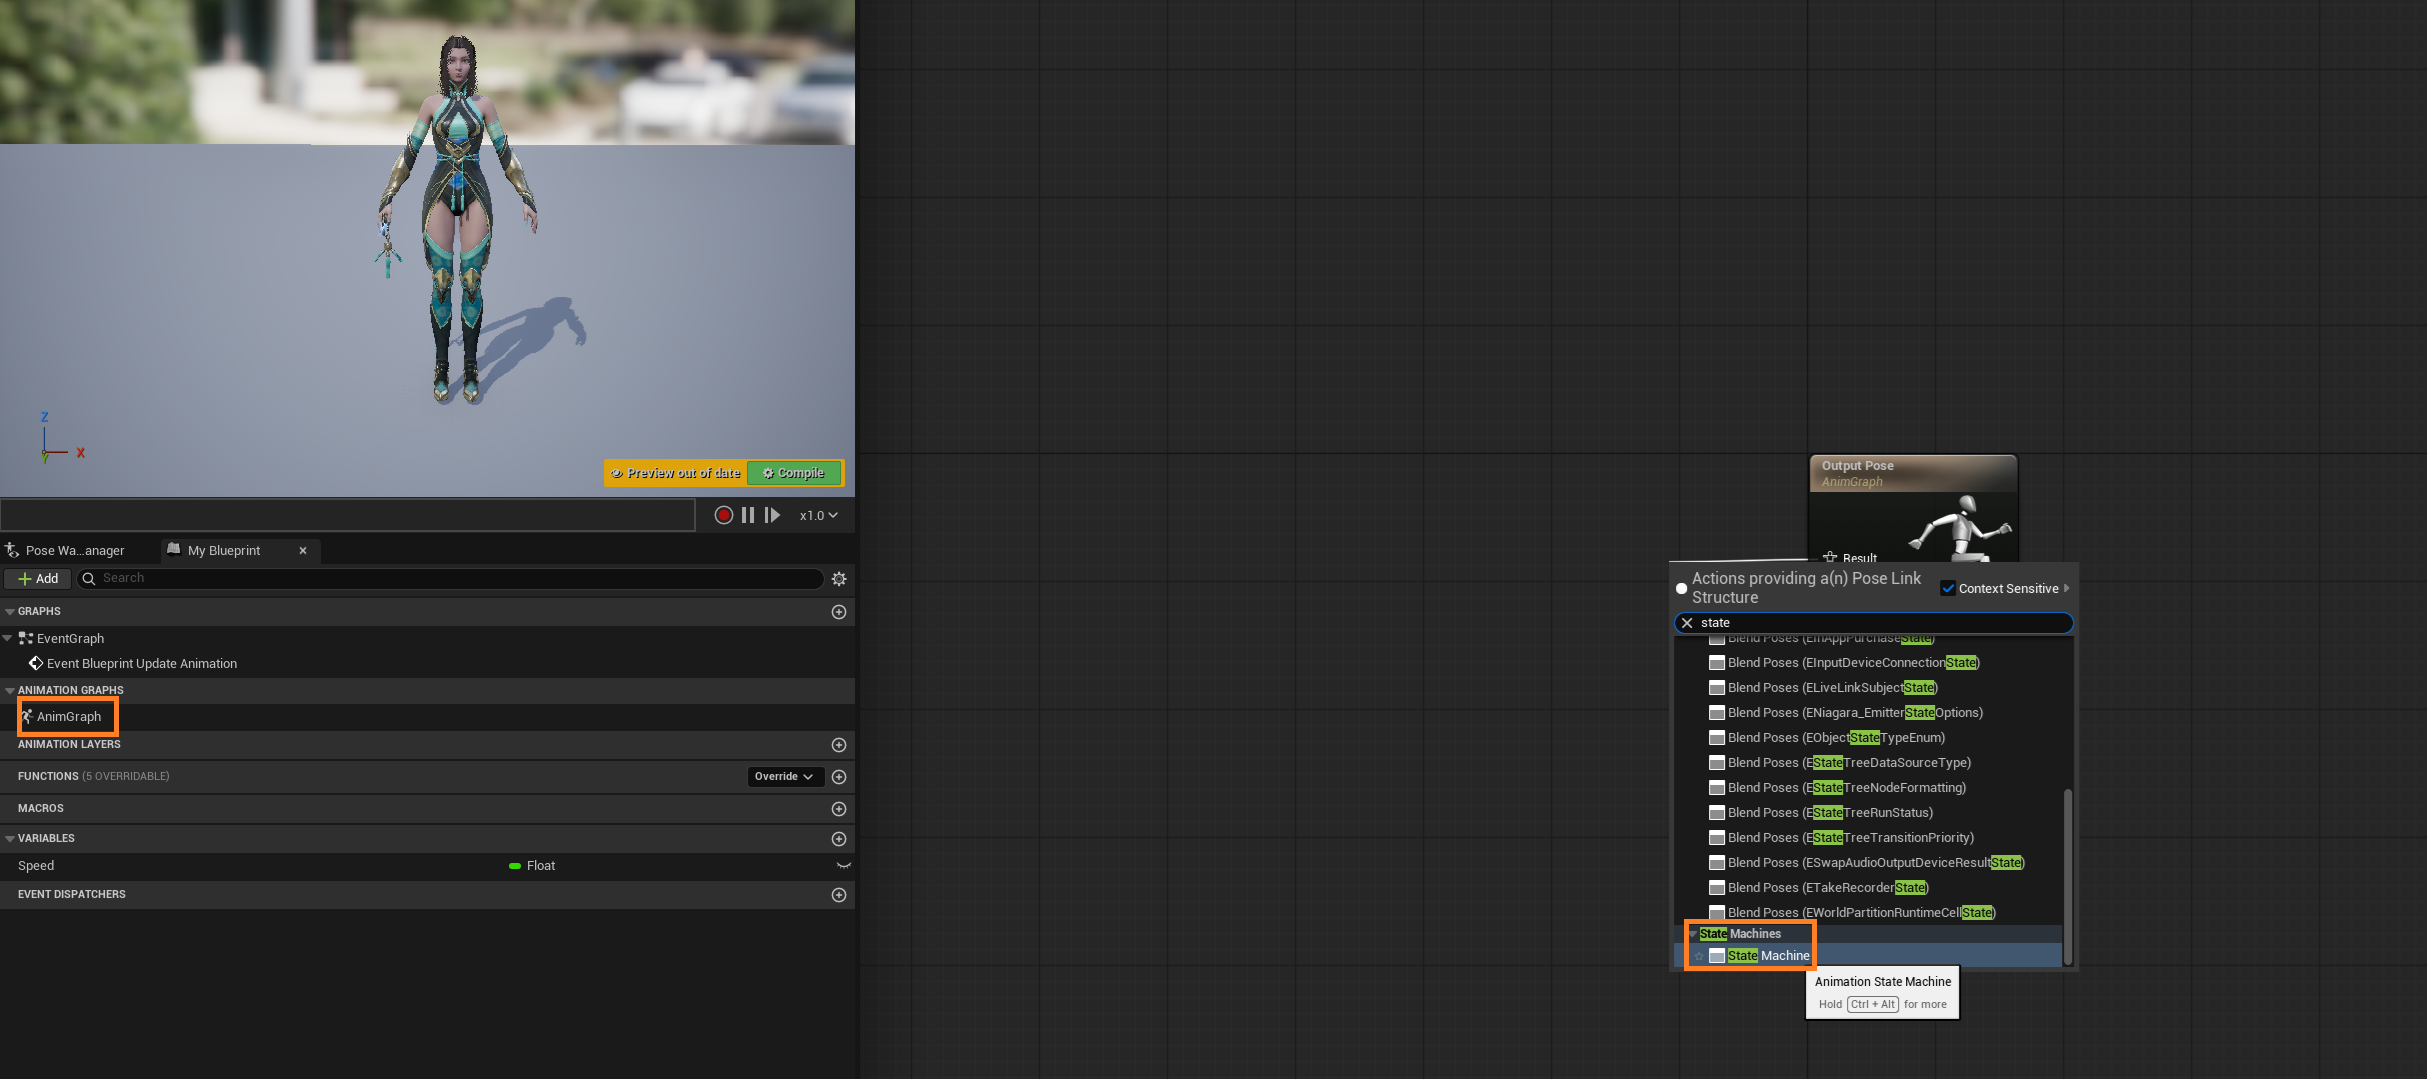 Z
X
Y
Preview out of date
Compile
x1.0
Pose Wa...anager
My Blueprint
Add
Search
GRAPHS
EventGraph
Event Blueprint Update Animation
ANIMATION GRAPHS
AnimGraph
ANIMATION LAYERS
FUNCTIONS (5 OVERRIDABLE)
Override
MACROS
VARIABLES
Speed
Float
EVENT DISPATCHERS
Output Pose
AnimGraph
Result
Actions providing a(n) Pose Link
Structure
Context Sensitive
state
Blend Poses (EInAppPurchaseState)
Blend Poses (EInputDeviceConnectionState)
Blend Poses (ELiveLinkSubjectState)
Blend Poses (ENiagara_EmitterStateOptions)
Blend Poses (EObjectStateTypeEnum)
Blend Poses (EStateTreeDataSourceType)
Blend Poses (EStateTreeNodeFormatting)
Blend Poses (EStateTreeRunStatus)
Blend Poses (EStateTreeTransitionPriority)
Blend Poses (ESwapAudioOutputDeviceResultState)
Blend Poses (ETakeRecorderState)
Blend Poses (EWorldPartitionRuntimeCellState)
State Machines
State Machine
Animation State Machine
Hold Ctrl + Alt for more